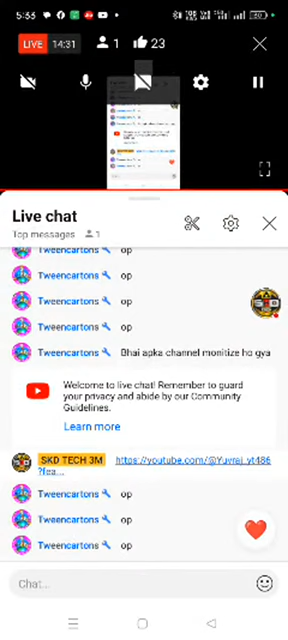 5:33
LIVE 14:31 1 23
Live chat
Top messages 1
Tweencartons op
Tweencartons op
Tweencartons op
Tweencartons op
Tweencartons Bhai apka channel monitize ho gya
Welcome to live chat! Remember to guard
your privacy and abide by our Community
Guidelines.
Learn more
SKD TECH 3M https://youtube.com/@Yuvraj_yt486
?fea...
Tweencartons op
Tweencartons op
Tweencartons op
Chat...